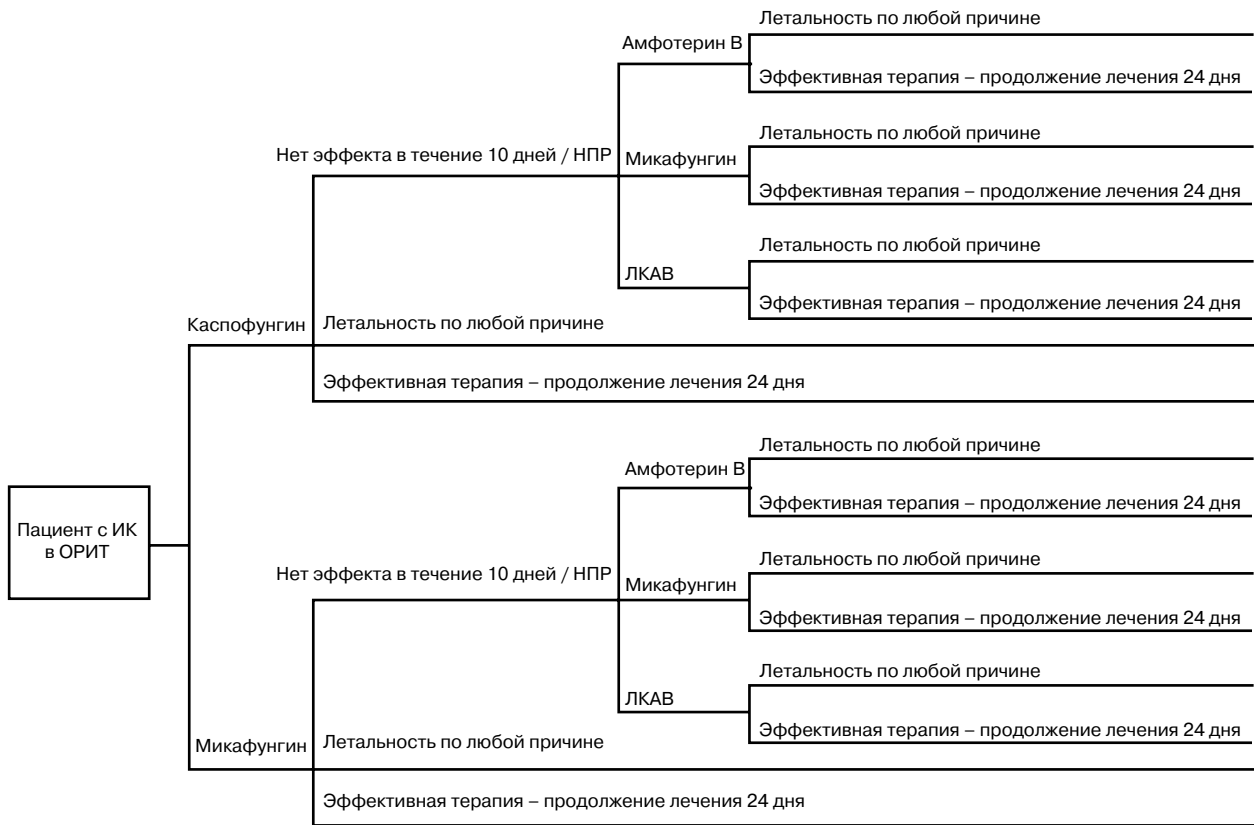 Летальность по любой причине
Амфотерин В
Эффективная терапия – продолжение лечения 24 дня
Летальность по любой причине
Нет эффекта в течение 10 дней / НПР
Микафунгин
Эффективная терапия – продолжение лечения 24 дня
Летальность по любой причине
ЛКАВ
Эффективная терапия – продолжение лечения 24 дня
Каспофунгин
Летальность по любой причине
Эффективная терапия – продолжение лечения 24 дня
Летальность по любой причине
Амфотерин В
Эффективная терапия – продолжение лечения 24 дня
Пациент с ИК
в ОРИТ
Летальность по любой причине
Нет эффекта в течение 10 дней / НПР
Микафунгин
Эффективная терапия – продолжение лечения 24 дня
Летальность по любой причине
ЛКАВ
Эффективная терапия – продолжение лечения 24 дня
Микафунгин
Летальность по любой причине
Эффективная терапия – продолжение лечения 24 дня